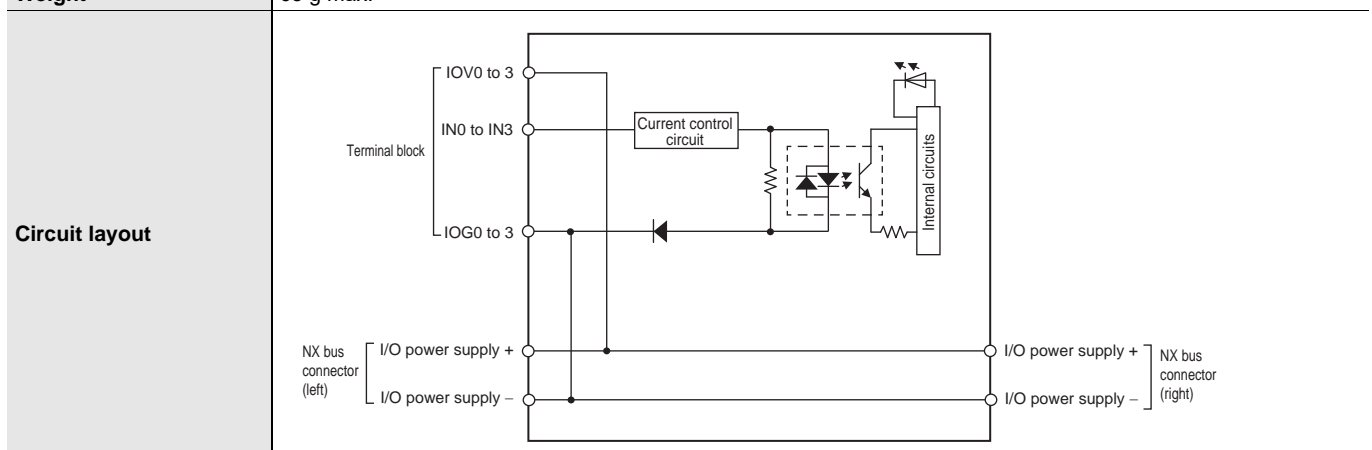 Circuit layout
IOV0 to 3
IN0 to IN3
Terminal block
IOG0 to 3
Current control
circuit
Internal circuits
NX bus
connector
(left)
I/O power supply +
I/O power supply −
I/O power supply +
I/O power supply −
NX bus
connector
(right)